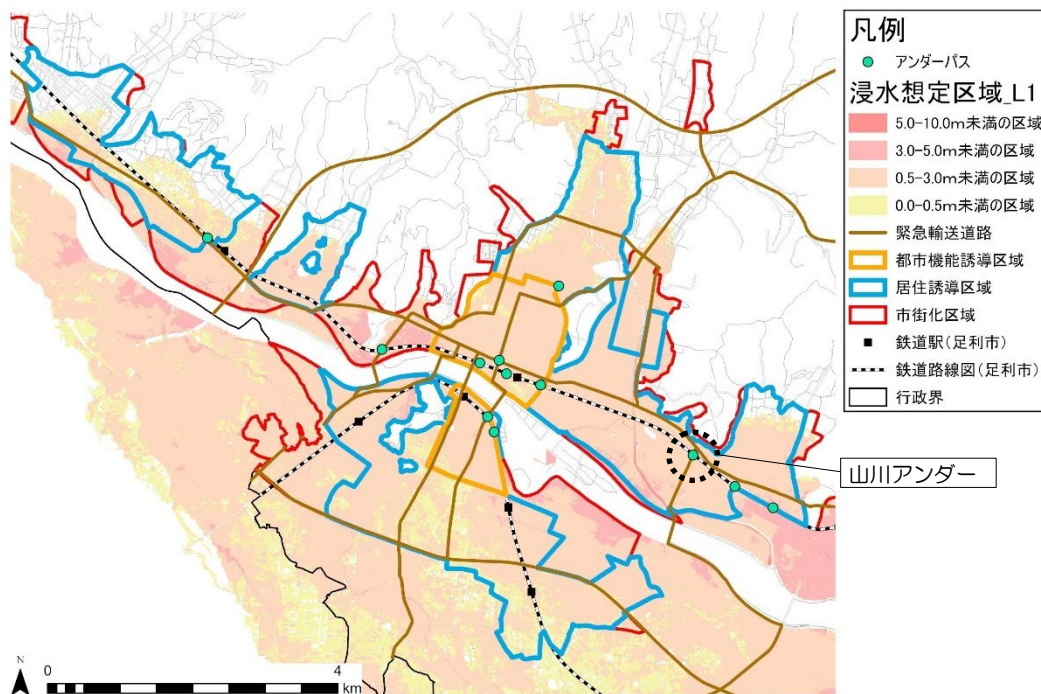 凡例
アンダーパス
浸水想定区域_L1
5.0-10.0m未満の区域
3.0-5.0m未満の区域
0.5-3.0m未満の区域
0.0-0.5m未満の区域
緊急輸送道路
都市機能誘導区域
居住誘導区域
市街化区域
鉄道駅(足利市)
鉄道路線図(足利市)
行政界
山川アンダー
N
0 4
km